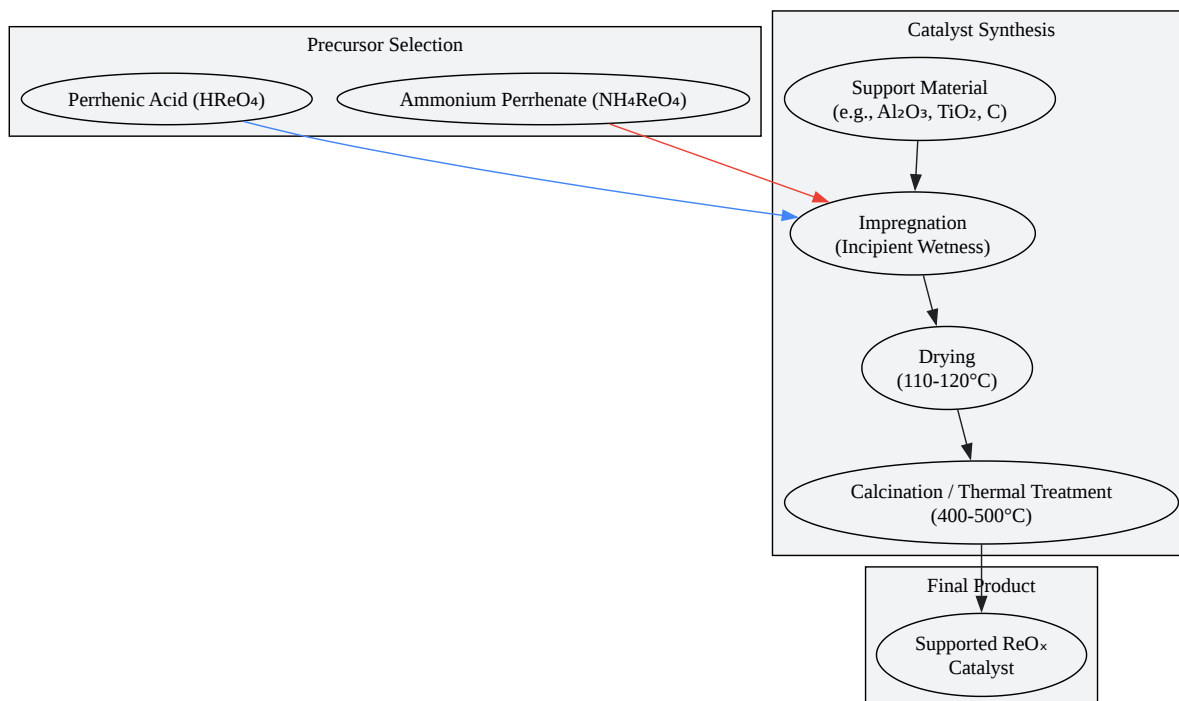 Precursor Selection
Perrhenic Acid (HReO₄)
Ammonium Perrhenate (NH₄ReO₄)
Catalyst Synthesis
Support Material
(e.g., Al₂O₃, TiO₂, C)
Impregnation
(Incipient Wetness)
Drying
(110-120°C)
Calcination / Thermal Treatment
(400-500°C)
Final Product
Supported ReOₓ
Catalyst